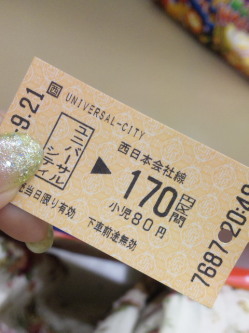 .-9.21
西 UNIVERSAL-CITY
ユニバーサル
シティ
▶
西日本会社線
170円区間
小児80円
当日限り有効
下車前途無効
7687 20:4